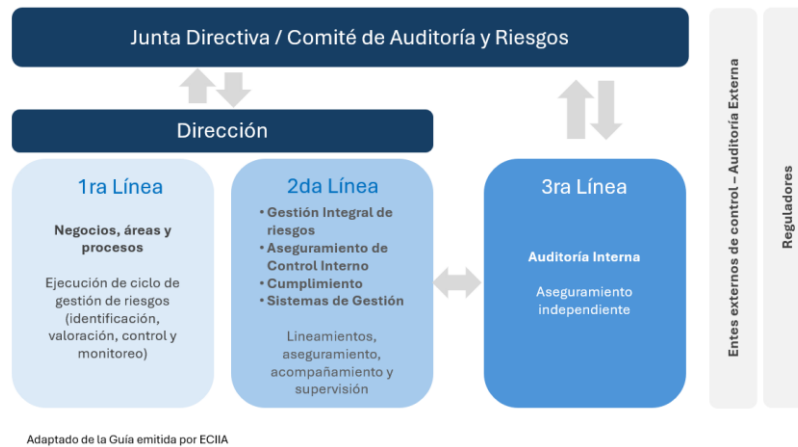 Junta Directiva / Comité de Auditoría y Riesgos
Dirección
1ra Línea
Negocios, áreas y
procesos
Ejecución de ciclo de
gestión de riesgos
(identificación,
valoración, control y
monitoreo)
2da Línea
• Gestión Integral de
riesgos
• Aseguramiento de
Control Interno
• Cumplimiento
• Sistemas de Gestión
Lineamientos,
aseguramiento,
acompañamiento y
supervisión
3ra Línea
Auditoría Interna
Aseguramiento
independiente
Entes externos de control – Auditoría Externa
Reguladores
Adaptado de la Guía emitida por ECIIA